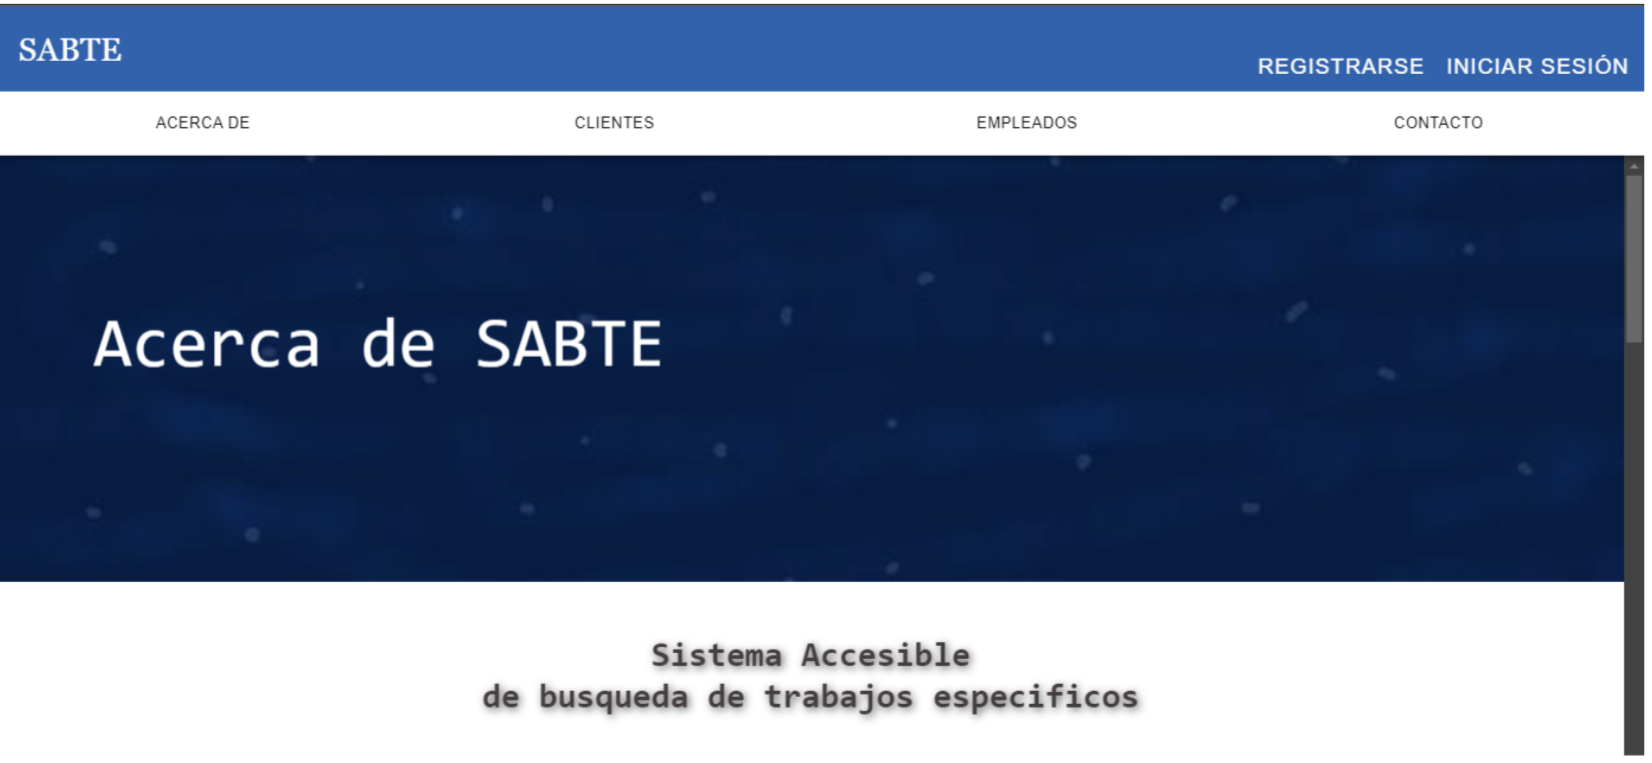 SABTE
REGISTRARSE INICIAR SESIÓN
ACERCA DE CLIENTES EMPLEADOS CONTACTO
Acerca de SABTE
Sistema Accesible
de busqueda de trabajos especificos